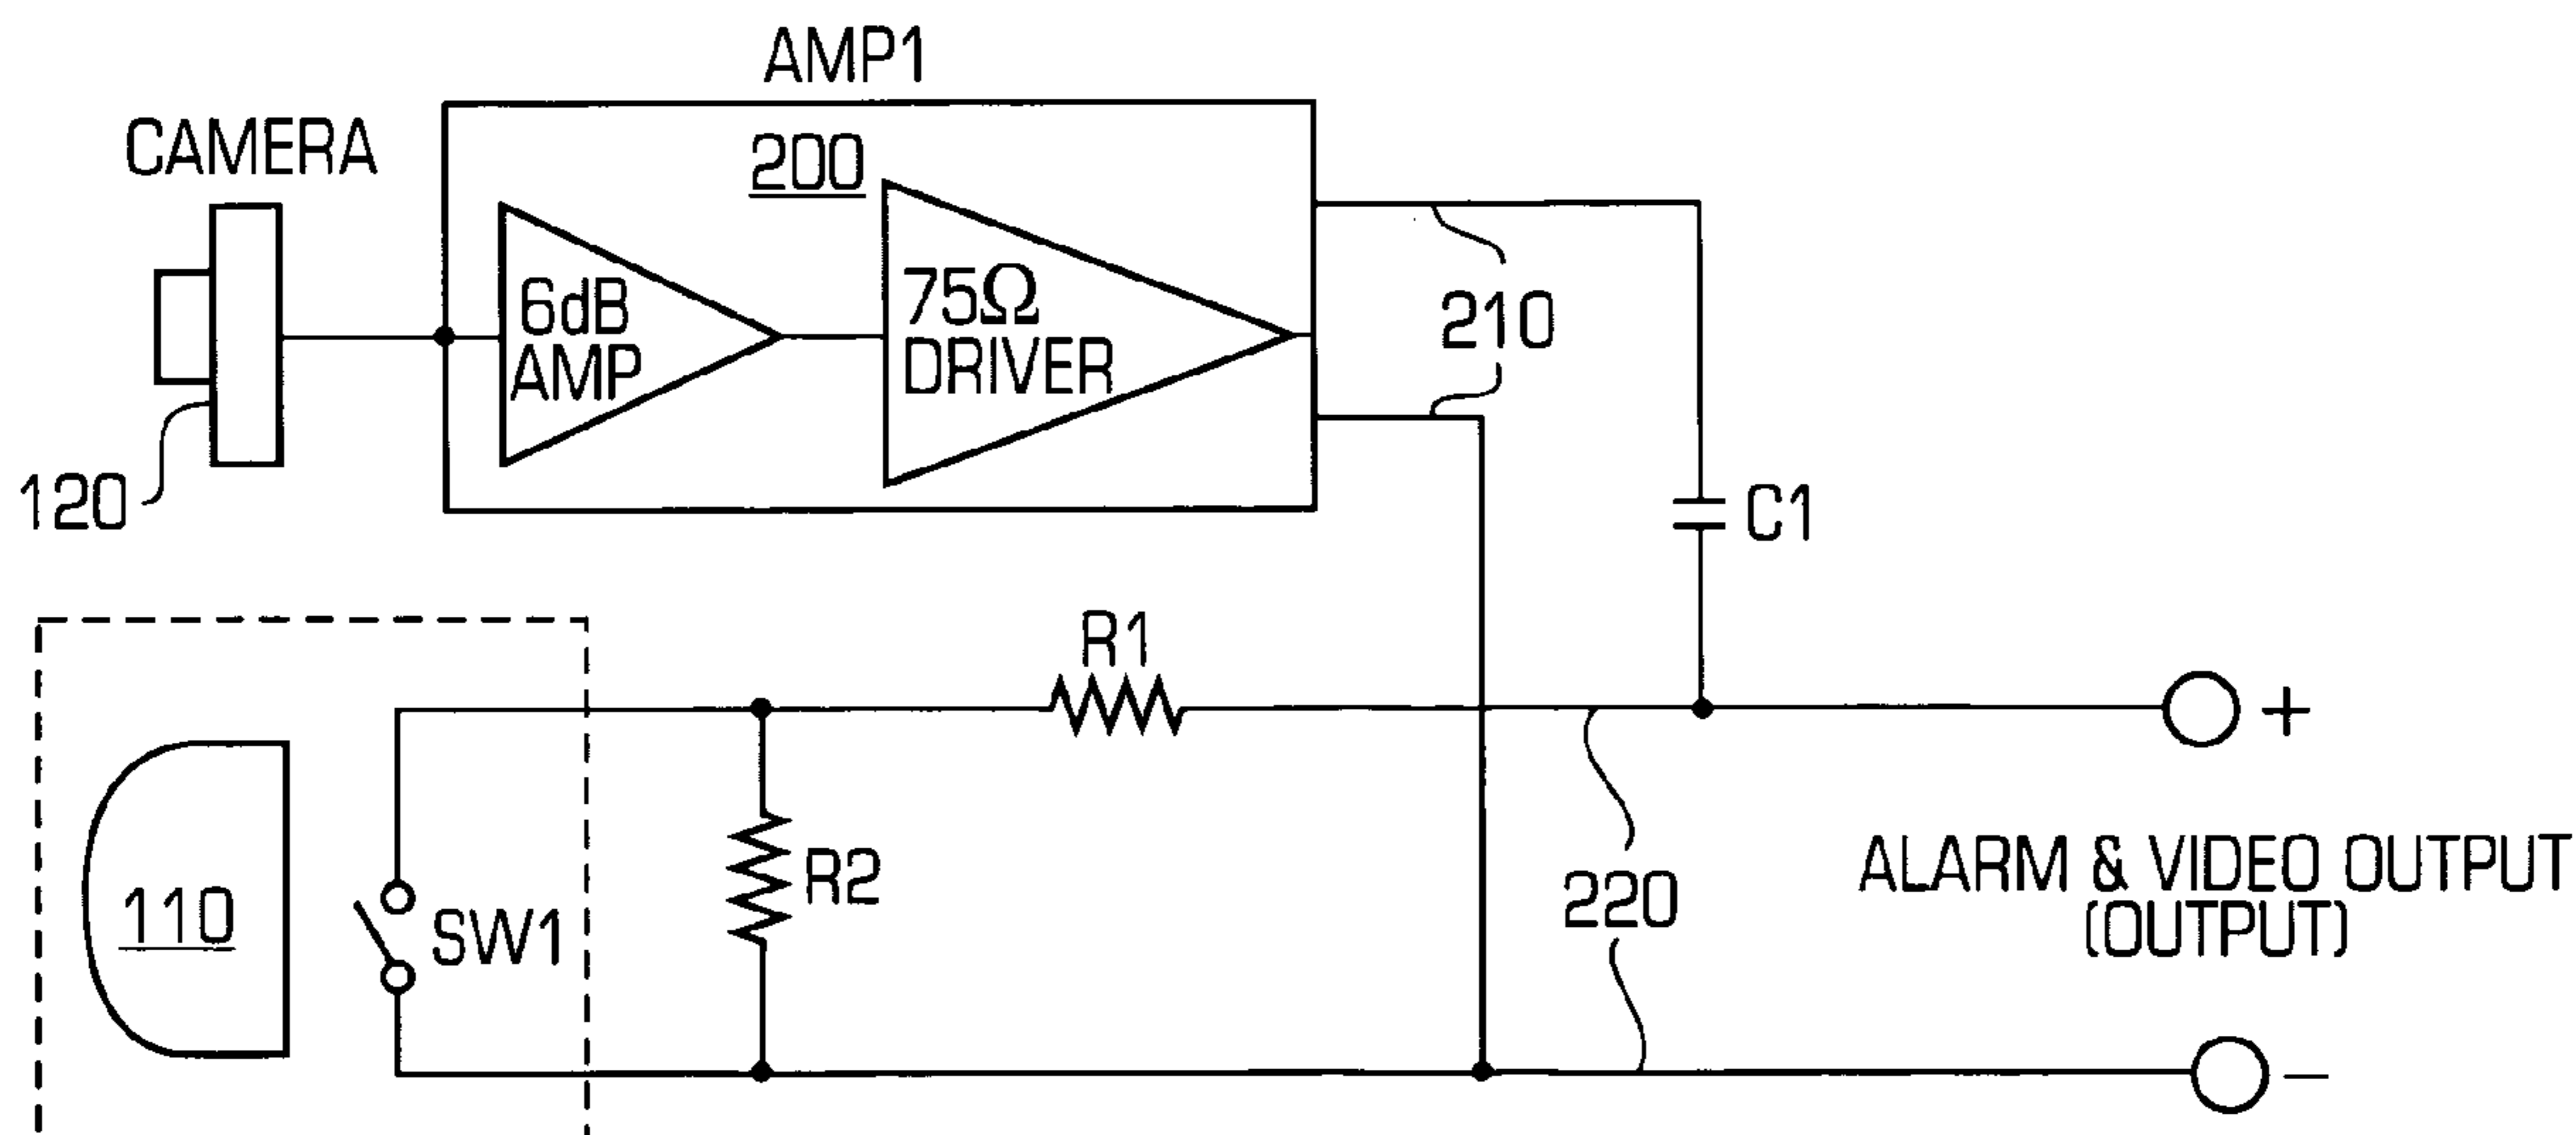 AMP1
CAMERA
200
6dB
AMP
75Ω
DRIVER
210
120
C1
R1
R2
110
SW1
220
+
ALARM & VIDEO OUTPUT
(OUTPUT)
−